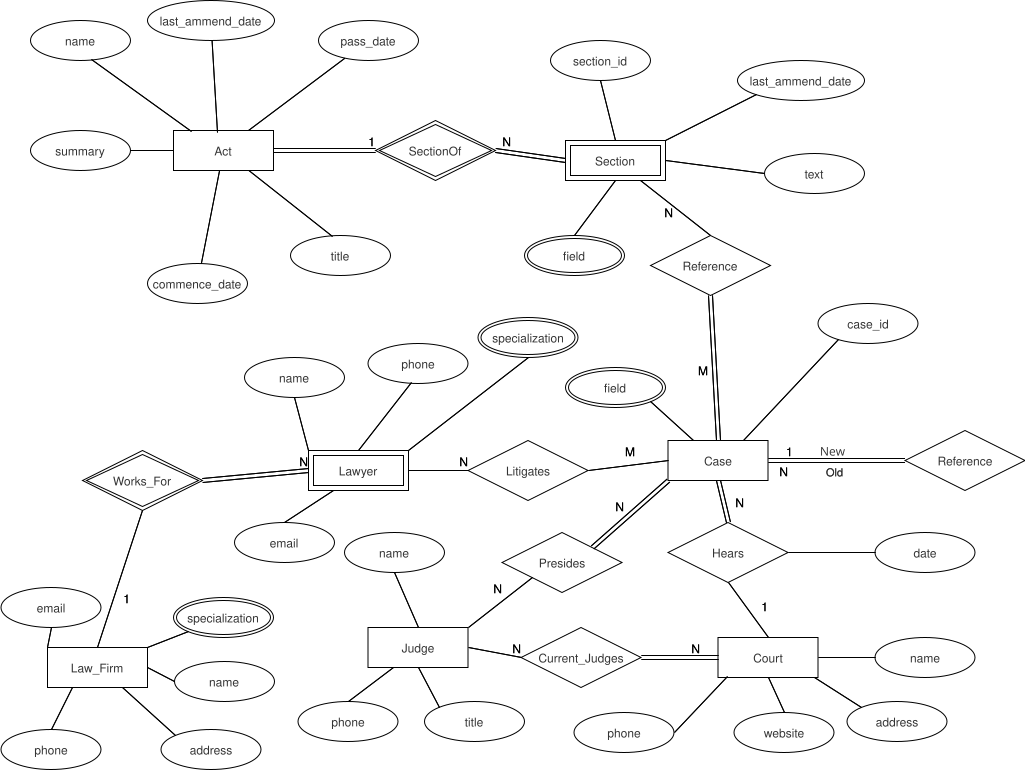 last_ammend_date
name
pass_date
section_id
last_ammend_date
1
N
summary
Act
SectionOf
Section
text
N
field
title
Reference
commence_date
case_id
specialization
phone
name
M
field
1
New
N
Lawyer
N
Litigates
M
Case
Reference
N
Old
Works_For
N
N
email
name
Presides
Hears
date
N
1
email
1
specialization
Judge
N
Current_Judges
N
Court
name
Law_Firm
name
phone
title
phone
website
address
phone
address